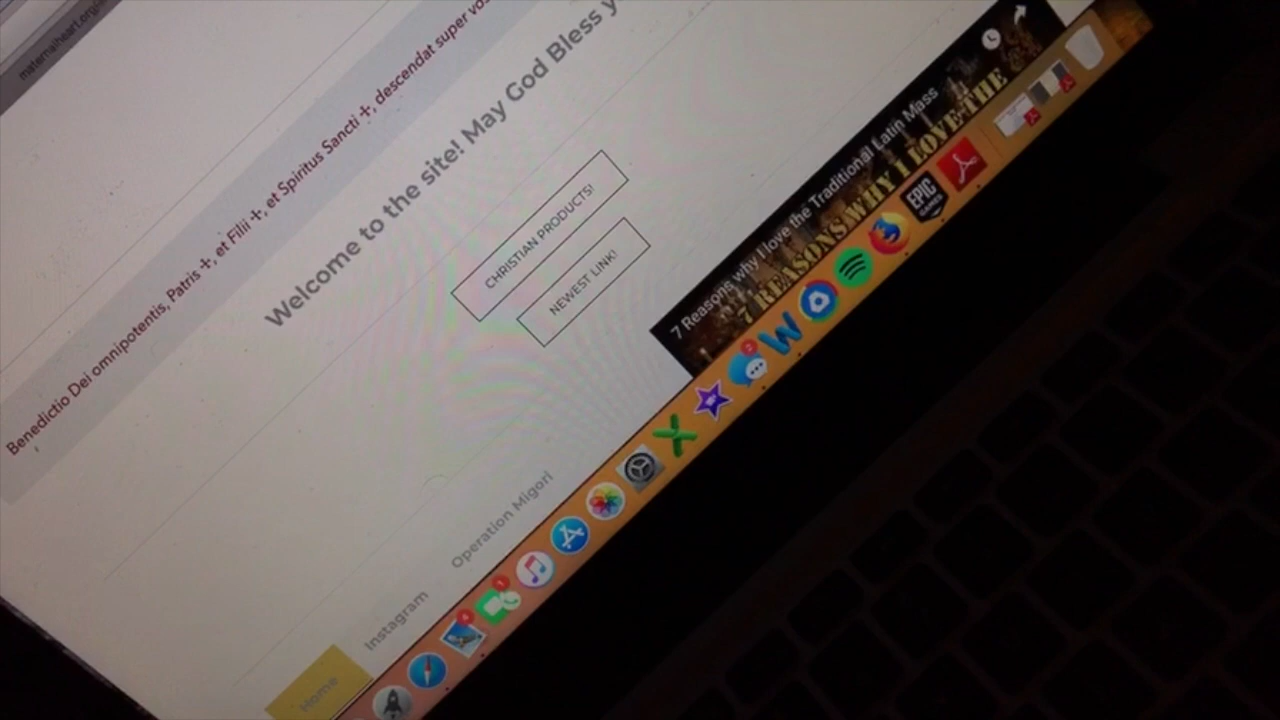 maternalheart.org
Benedictio Dei omnipotentis, Patris ✢, et Filii ✢, et Spiritus Sancti ✢, descendat super vos
Welcome to the site! May God Bless y
CHRISTIAN PRODUCTS!
NEWEST LINK!
7 Reasons why I love the Traditional Latin Mass
7 REASONS WHY I LOVE THE
Home
Instagram
Operation Migori
EPIC
GAMES